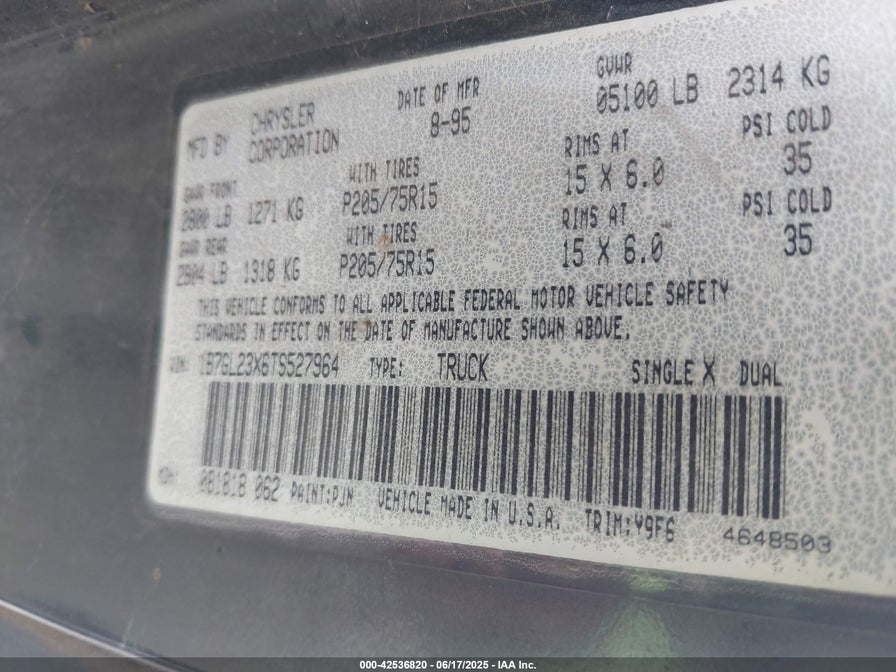 MFD BY CHRYSLER CORPORATION DATE OF MFR 8-95 GVWR 05100 LB 2314 KG
GAWR FRONT WITH TIRES RIMS AT PSI COLD
2800 LB 1271 KG P205/75R15 15 X 6.0 35
GAWR REAR WITH TIRES RIMS AT PSI COLD
2904 LB 1318 KG P205/75R15 15 X 6.0 35
THIS VEHICLE CONFORMS TO ALL APPLICABLE FEDERAL MOTOR VEHICLE SAFETY
STANDARDS IN EFFECT ON THE DATE OF MANUFACTURE SHOWN ABOVE.
VIN: 1B7GL23X6TS527964 TYPE: TRUCK SINGLE X DUAL
MDH: 081818 062 PAINT:PJN VEHICLE MADE IN U.S.A. TRIM:Y9F6 4648503
000-42536820 - 06/17/2025 - IAA Inc.